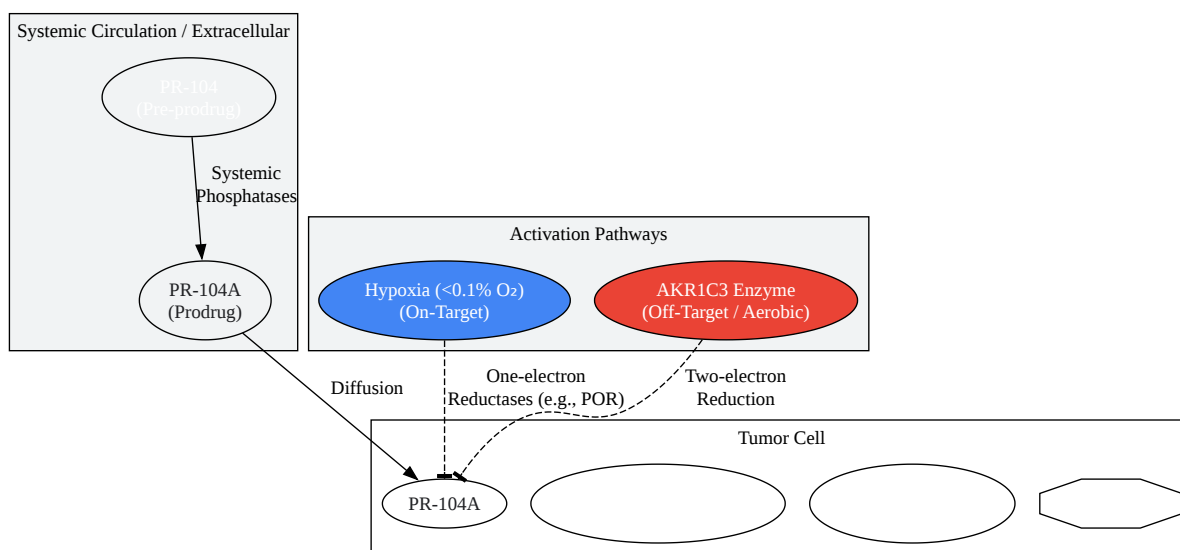 Systemic Circulation / Extracellular
PR-104
(Pre-prodrug)
Systemic
Phosphatases
Activation Pathways
PR-104A
(Prodrug)
Hypoxia (<0.1% O₂)
(On-Target)
AKR1C3 Enzyme
(Off-Target / Aerobic)
Diffusion
One-electron
Reductases (e.g., POR)
Two-electron
Reduction
Tumor Cell
PR-104A